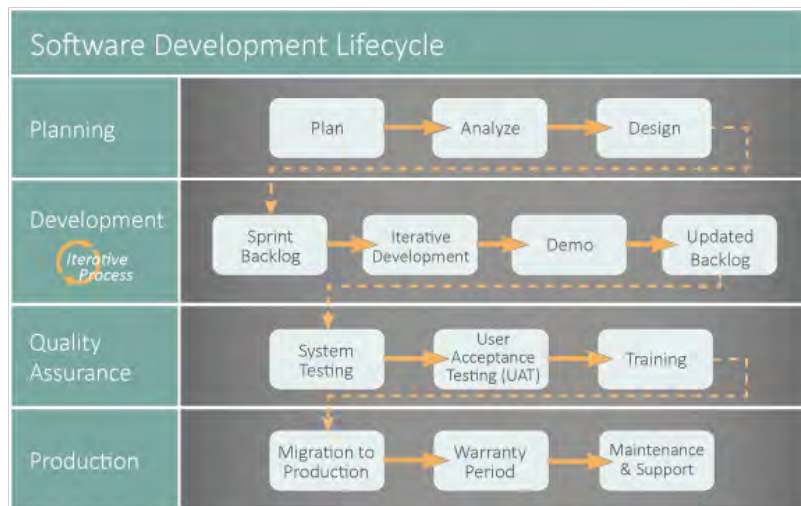 Software Development Lifecycle
Planning
Plan
Analyze
Design
Development
Iterative
Process
Sprint
Backlog
Iterative
Development
Demo
Updated
Backlog
Quality
Assurance
System
Testing
User
Acceptance
Testing (UAT)
Training
Production
Migration to
Production
Warranty
Period
Maintenance
& Support